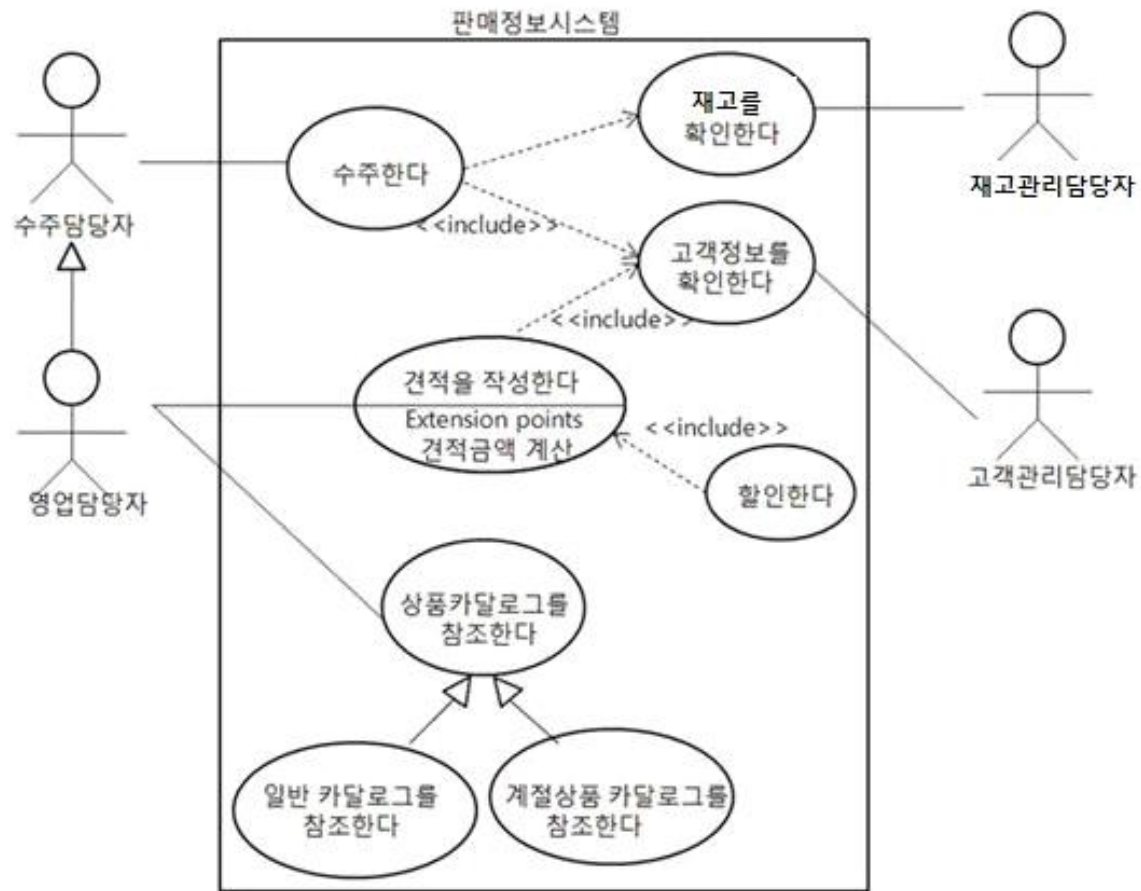 판매정보시스템
재고를
확인한다
수주한다
재고관리담당자
수주담당자
<<include>>
고객정보를
확인한다
<<include>>
견적을 작성한다
Extension points
견적금액 계산
<<include>>
할인한다
영업담당자
고객관리담당자
상품카달로그를
참조한다
일반 카달로그를
참조한다
계절상품 카달로그를
참조한다